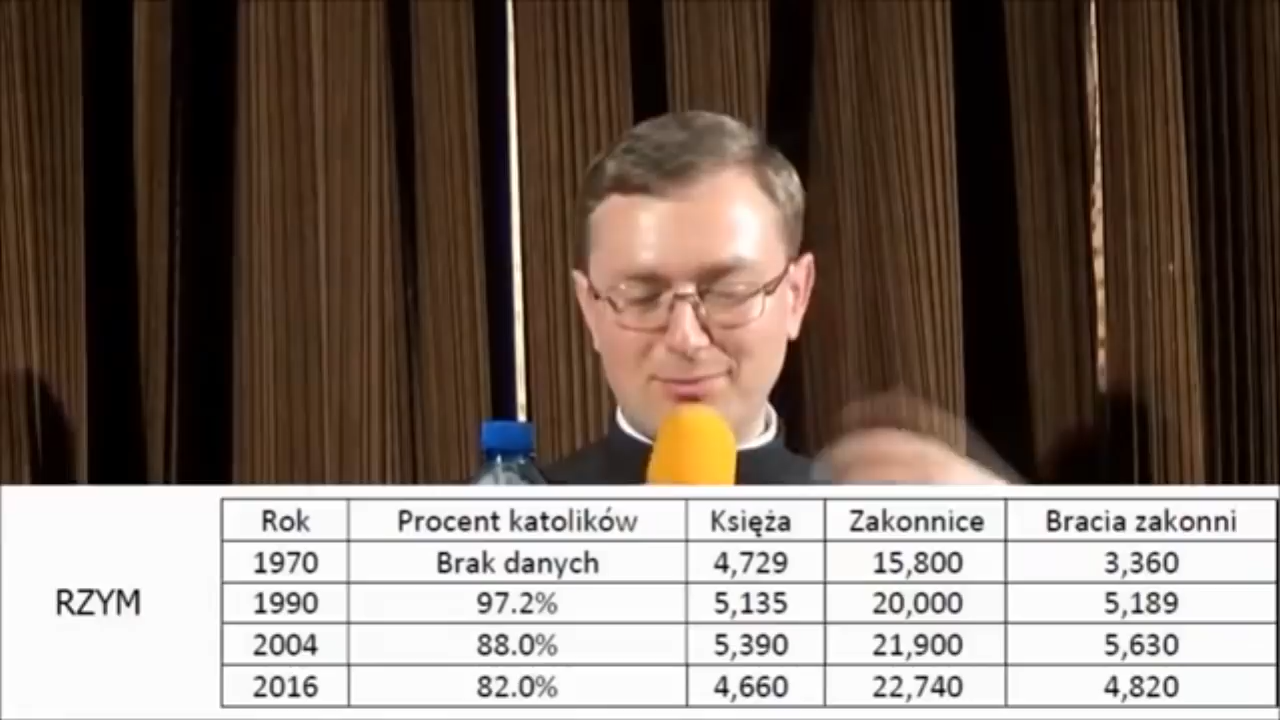 Rok Procent katolików Księża Zakonnice Bracia zakonni
1970 Brak danych 4,729 15,800 3,360
RZYM
1990 97.2% 5,135 20,000 5,189
2004 88.0% 5,390 21,900 5,630
2016 82.0% 4,660 22,740 4,820